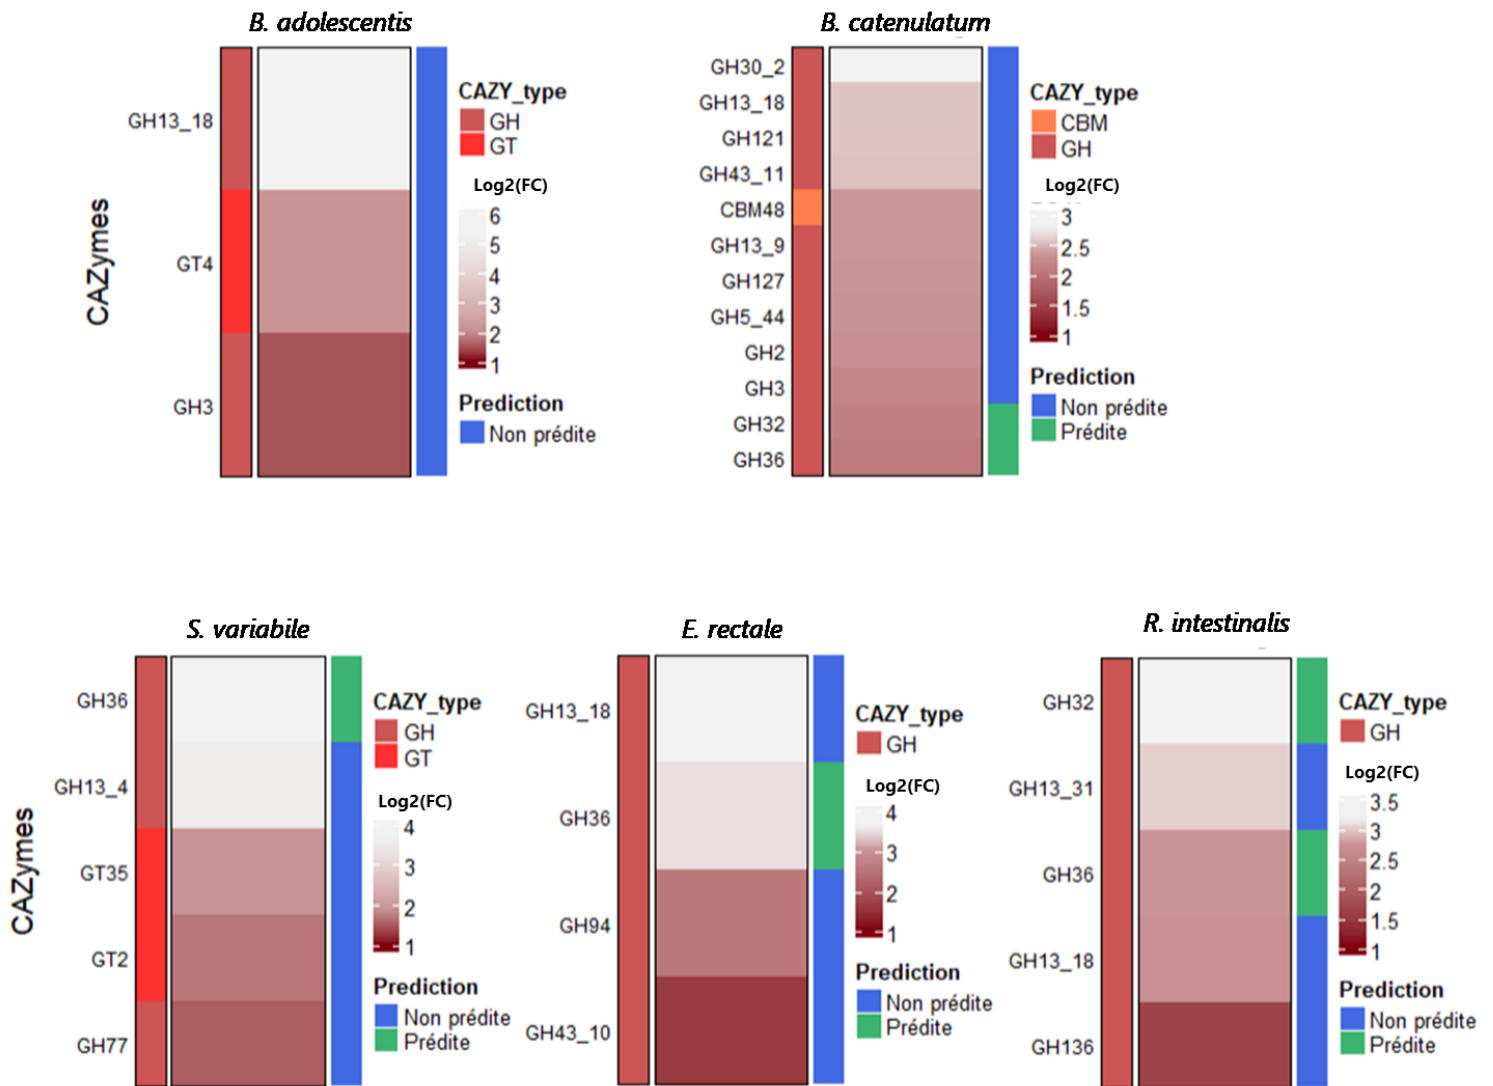 B. adolescentis
CAZymes
GH13_18
GT4
GH3
CAZY_type
GH
GT
Log2(FC)
6
5
4
3
2
1
Prediction
Non prédite
B. catenulatum
GH30_2
GH13_18
GH121
GH43_11
CBM48
GH13_9
GH127
GH5_44
GH2
GH3
GH32
GH36
CAZY_type
CBM
GH
Log2(FC)
3
2.5
2
1.5
1
Prediction
Non prédite
Prédite
S. variabile
CAZymes
GH36
GH13_4
GT35
GT2
GH77
CAZY_type
GH
GT
Log2(FC)
4
3
2
1
Prediction
Non prédite
Prédite
E. rectale
GH13_18
GH36
GH94
GH43_10
CAZY_type
GH
Log2(FC)
4
3
2
1
Prediction
Non prédite
Prédite
R. intestinalis
GH32
GH13_31
GH36
GH13_18
GH136
CAZY_type
GH
Log2(FC)
3.5
3
2.5
2
1.5
1
Prediction
Non prédite
Prédite